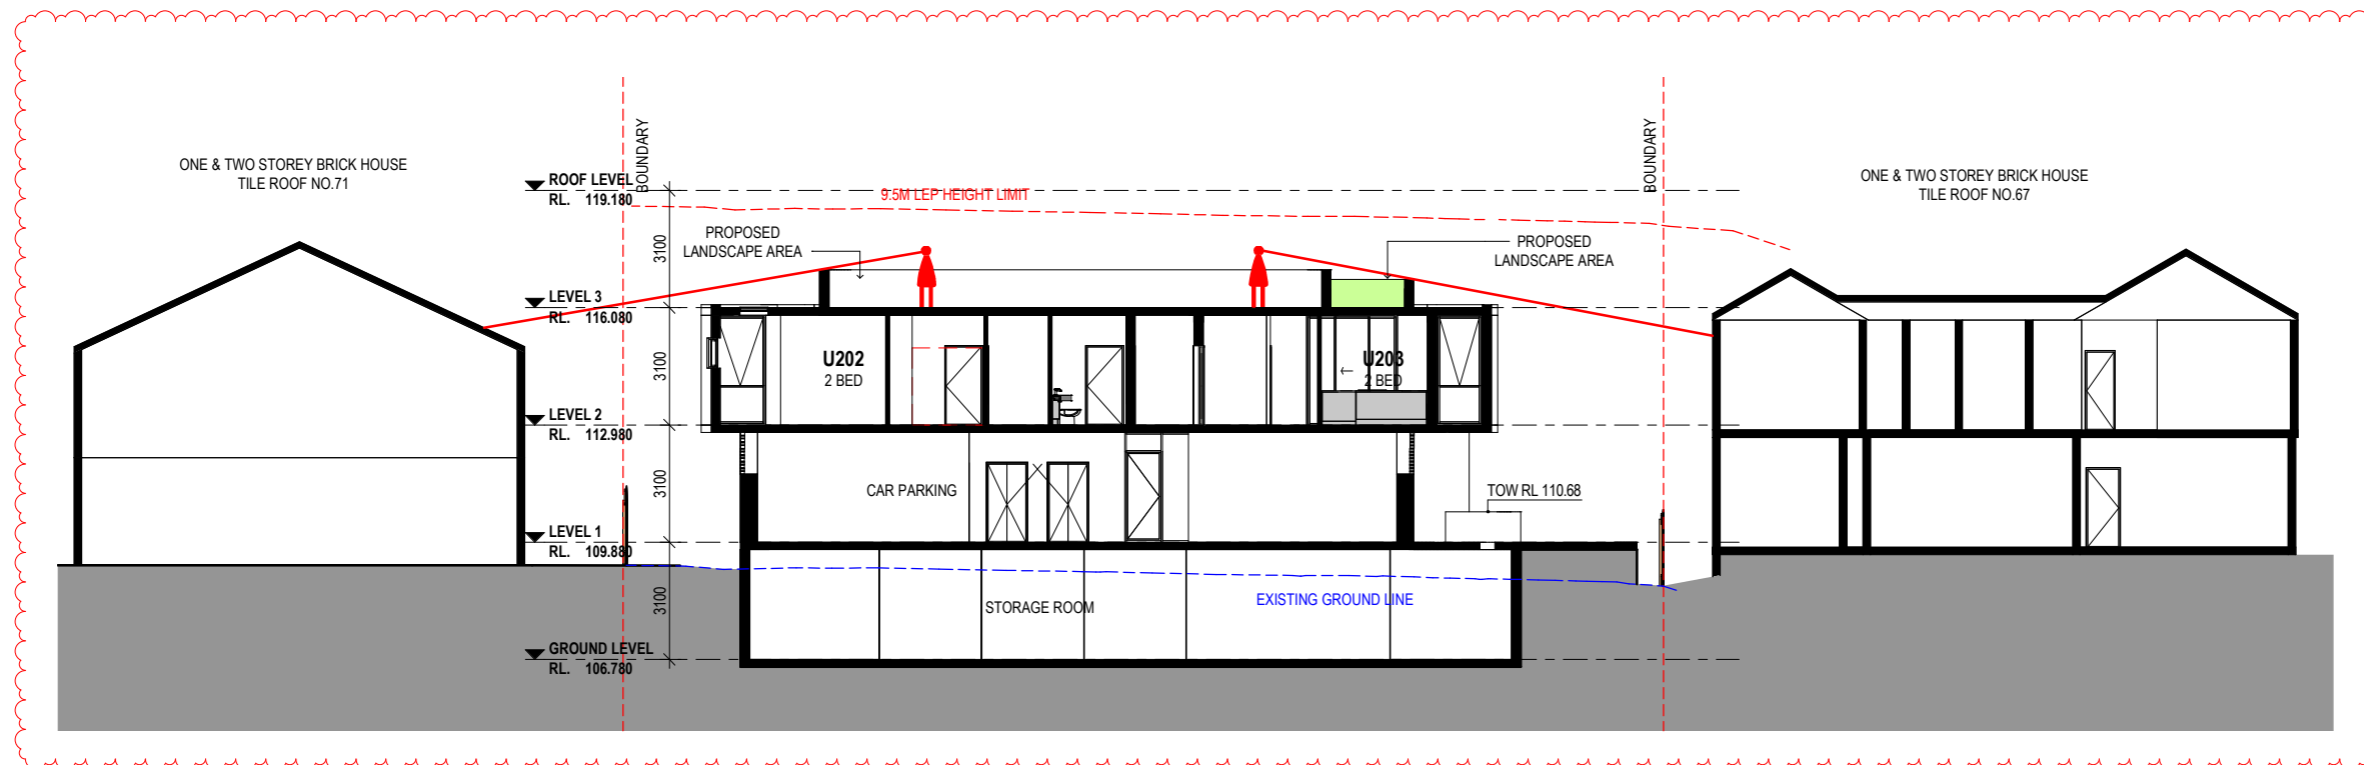 ONE & TWO STOREY BRICK HOUSE
TILE ROOF NO.71
BOUNDARY
BOUNDARY
ONE & TWO STOREY BRICK HOUSE
TILE ROOF NO.67
ROOF LEVEL
RL. 119.180
9.5M LEP HEIGHT LIMIT
3100
PROPOSED
LANDSCAPE AREA
PROPOSED
LANDSCAPE AREA
LEVEL 3
RL. 116.080
3100
U202
2 BED
U203
2 BED
LEVEL 2
RL. 112.980
3100
CAR PARKING
TOW RL 110.68
LEVEL 1
RL. 109.880
3100
STORAGE ROOM
EXISTING GROUND LINE
GROUND LEVEL
RL. 106.780